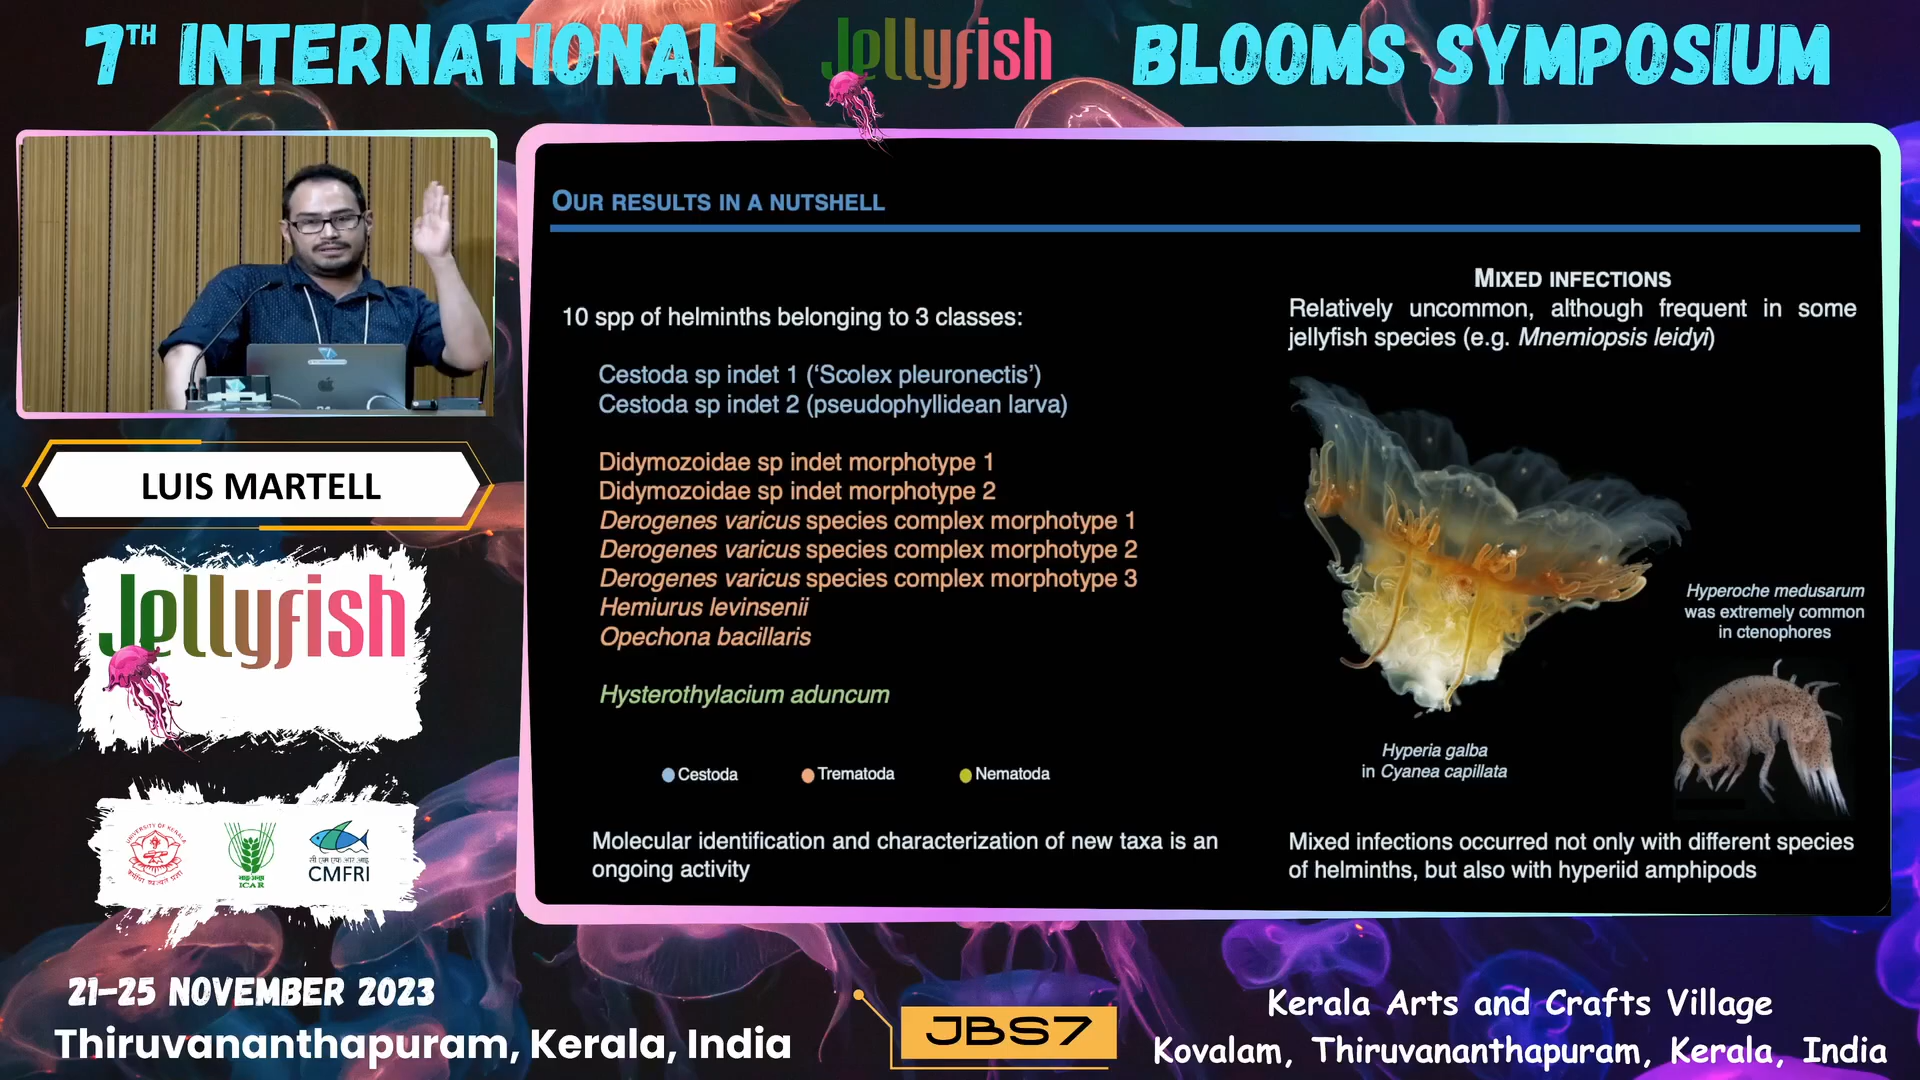 7TH INTERNATIONAL Jellyfish BLOOMS SYMPOSIUM
OUR RESULTS IN A NUTSHELL
10 spp of helminths belonging to 3 classes:
Cestoda sp indet 1 (‘Scolex pleuronectis’)
Cestoda sp indet 2 (pseudophyllidean larva)
Didymozoidae sp indet morphotype 1
Didymozoidae sp indet morphotype 2
Derogenes varicus species complex morphotype 1
Derogenes varicus species complex morphotype 2
Derogenes varicus species complex morphotype 3
Hemiurus levinsenii
Opechona bacillaris
Hysterothylacium aduncum
Cestoda Trematoda Nematoda
Molecular identification and characterization of new taxa is an
ongoing activity
MIXED INFECTIONS
Relatively uncommon, although frequent in some
jellyfish species (e.g. Mnemiopsis leidyi)
Hyperoche medusarum
was extremely common
in ctenophores
Hyperia galba
in Cyanea capillata
Mixed infections occurred not only with different species
of helminths, but also with hyperiid amphipods
LUIS MARTELL
Jellyfish
UNIVERSITY OF KERALA
ICAR
CMFRI
21-25 NOVEMBER 2023
Thiruvananthapuram, Kerala, India
JBS7
Kerala Arts and Crafts Village
Kovalam, Thiruvananthapuram, Kerala, India